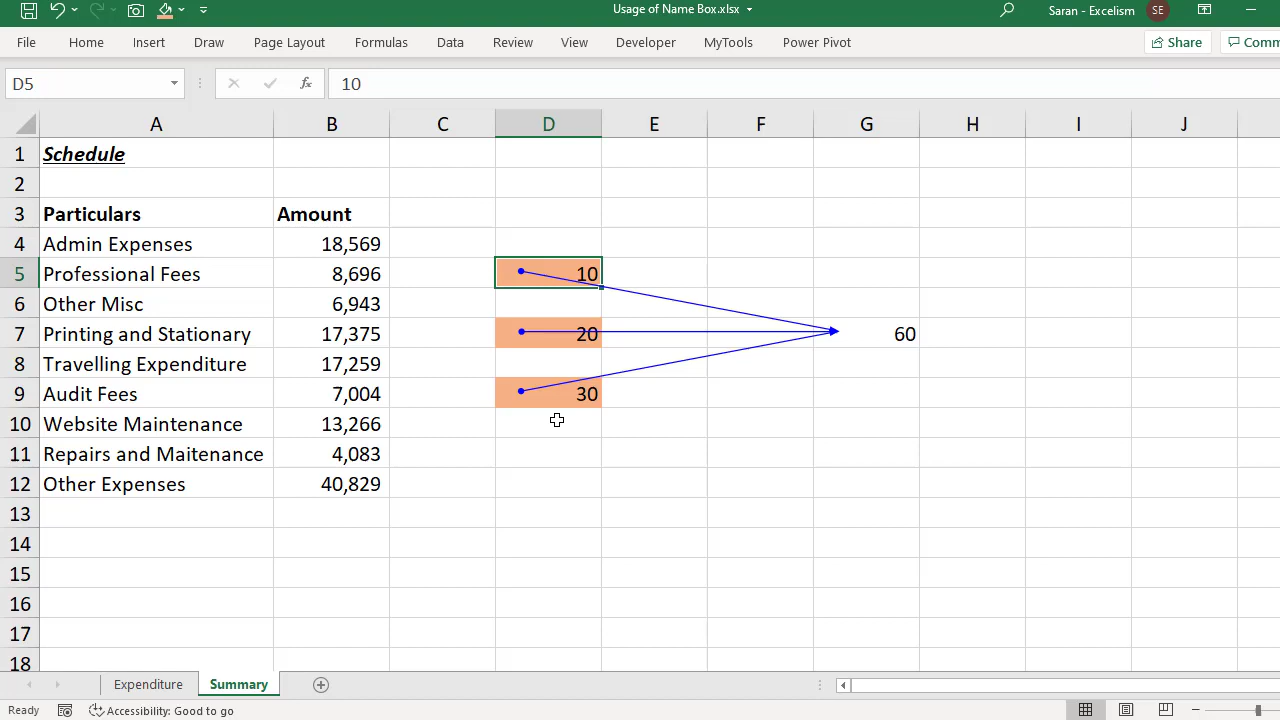 Usage of Name Box.xlsx
Saran - Excelism SE
File Home Insert Draw Page Layout Formulas Data Review View Developer MyTools Power Pivot Share Comm
D5 fx 10
A B C D E F G H I J
1 Schedule
2
3 Particulars Amount
4 Admin Expenses 18,569
5 Professional Fees 8,696 10
6 Other Misc 6,943
7 Printing and Stationary 17,375 20 60
8 Travelling Expenditure 17,259
9 Audit Fees 7,004 30
10 Website Maintenance 13,266
11 Repairs and Maitenance 4,083
12 Other Expenses 40,829
13
14
15
16
17
18
Expenditure Summary
Ready Accessibility: Good to go